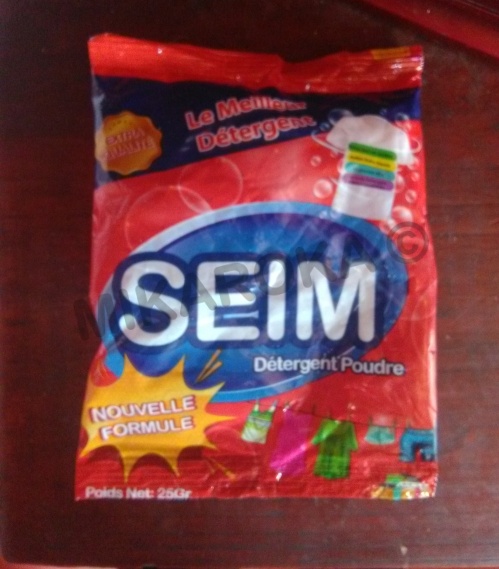 Le Meilleur
Détergent
EXTRA
QUALITÉ
SEIM
Détergent Poudre
NOUVELLE
FORMULE
Poids Net: 25Gr